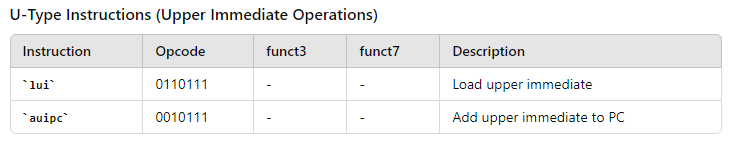 U-Type Instructions (Upper Immediate Operations)
Instruction Opcode funct3 funct7 Description
`lui` 0110111 - - Load upper immediate
`auipc` 0010111 - - Add upper immediate to PC